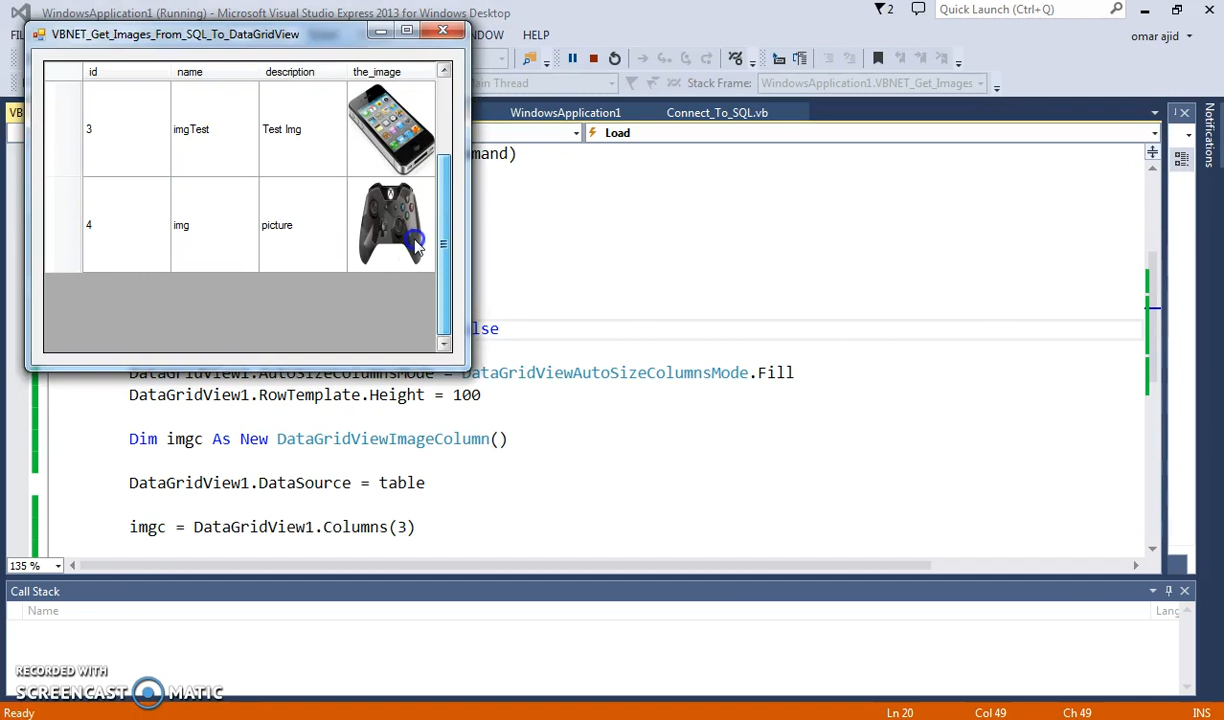 WindowsApplication1 (Running) - Microsoft Visual Studio Express 2013 for Windows Desktop
2
Quick Launch (Ctrl+Q)
VBNET_Get_Images_From_SQL_To_DataGridView
HELP
omar ajid
Main Thread
Stack Frame:
WindowsApplication1.VBNET_Get_Images
id name description the_image
VB
WindowsApplication1
Connect_To_SQL.vb
Load
Notifications
mand)
3 imgTest Test Img
4 img picture
lse
DataGridView1.AutoSizeColumnsMode = DataGridViewAutoSizeColumnsMode.Fill
DataGridView1.RowTemplate.Height = 100
Dim imgc As New DataGridViewImageColumn()
DataGridView1.DataSource = table
imgc = DataGridView1.Columns(3)
135 %
Call Stack
Name
Lang
RECORDED WITH
SCREENCAST MATIC
Ready
Ln 20
Col 49
Ch 49
INS